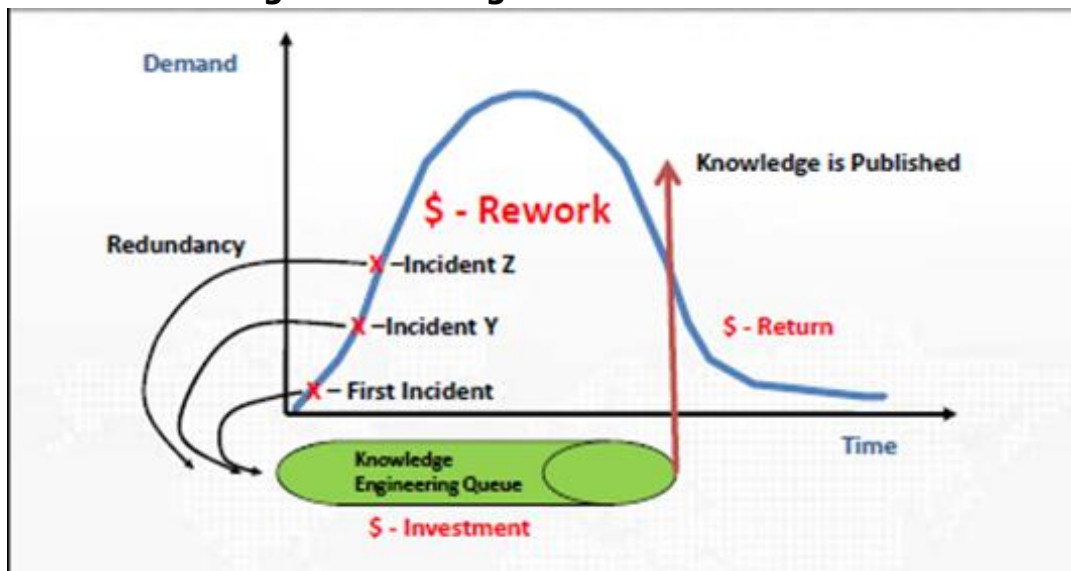 Demand
Knowledge is Published
$ - Rework
Redundancy
X –Incident Z
X –Incident Y
$ - Return
X – First Incident
Time
Knowledge
Engineering Queue
$ - Investment